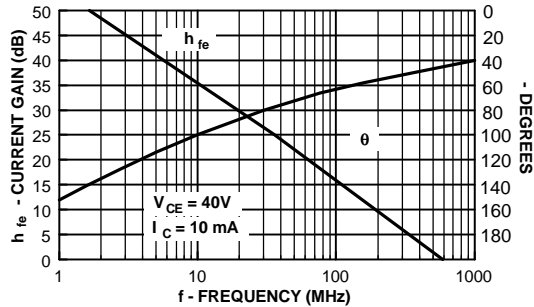 50
45
40
35
30
25
20
15
10
5
0
h fe - CURRENT GAIN (dB)
h fe
θ
V CE = 40V
I C = 10 mA
0
20
40
60
80
100
120
140
160
180
- DEGREES
1 10 100 1000
f - FREQUENCY (MHz)